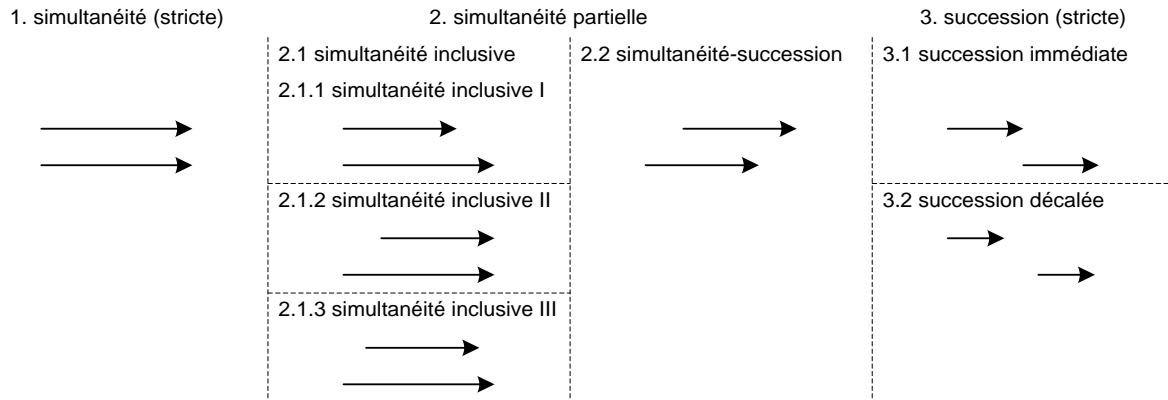 1. simultanéité (stricte)
2. simultanéité partielle
2.1 simultanéité inclusive
2.1.1 simultanéité inclusive I
2.1.2 simultanéité inclusive II
2.1.3 simultanéité inclusive III
2.2 simultanéité-succession
3. succession (stricte)
3.1 succession immédiate
3.2 succession décalée